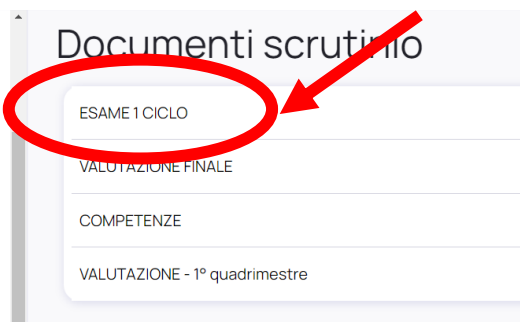 Documenti scrutinio
ESAME 1 CICLO
VALUTAZIONE FINALE
COMPETENZE
VALUTAZIONE - 1° quadrimestre